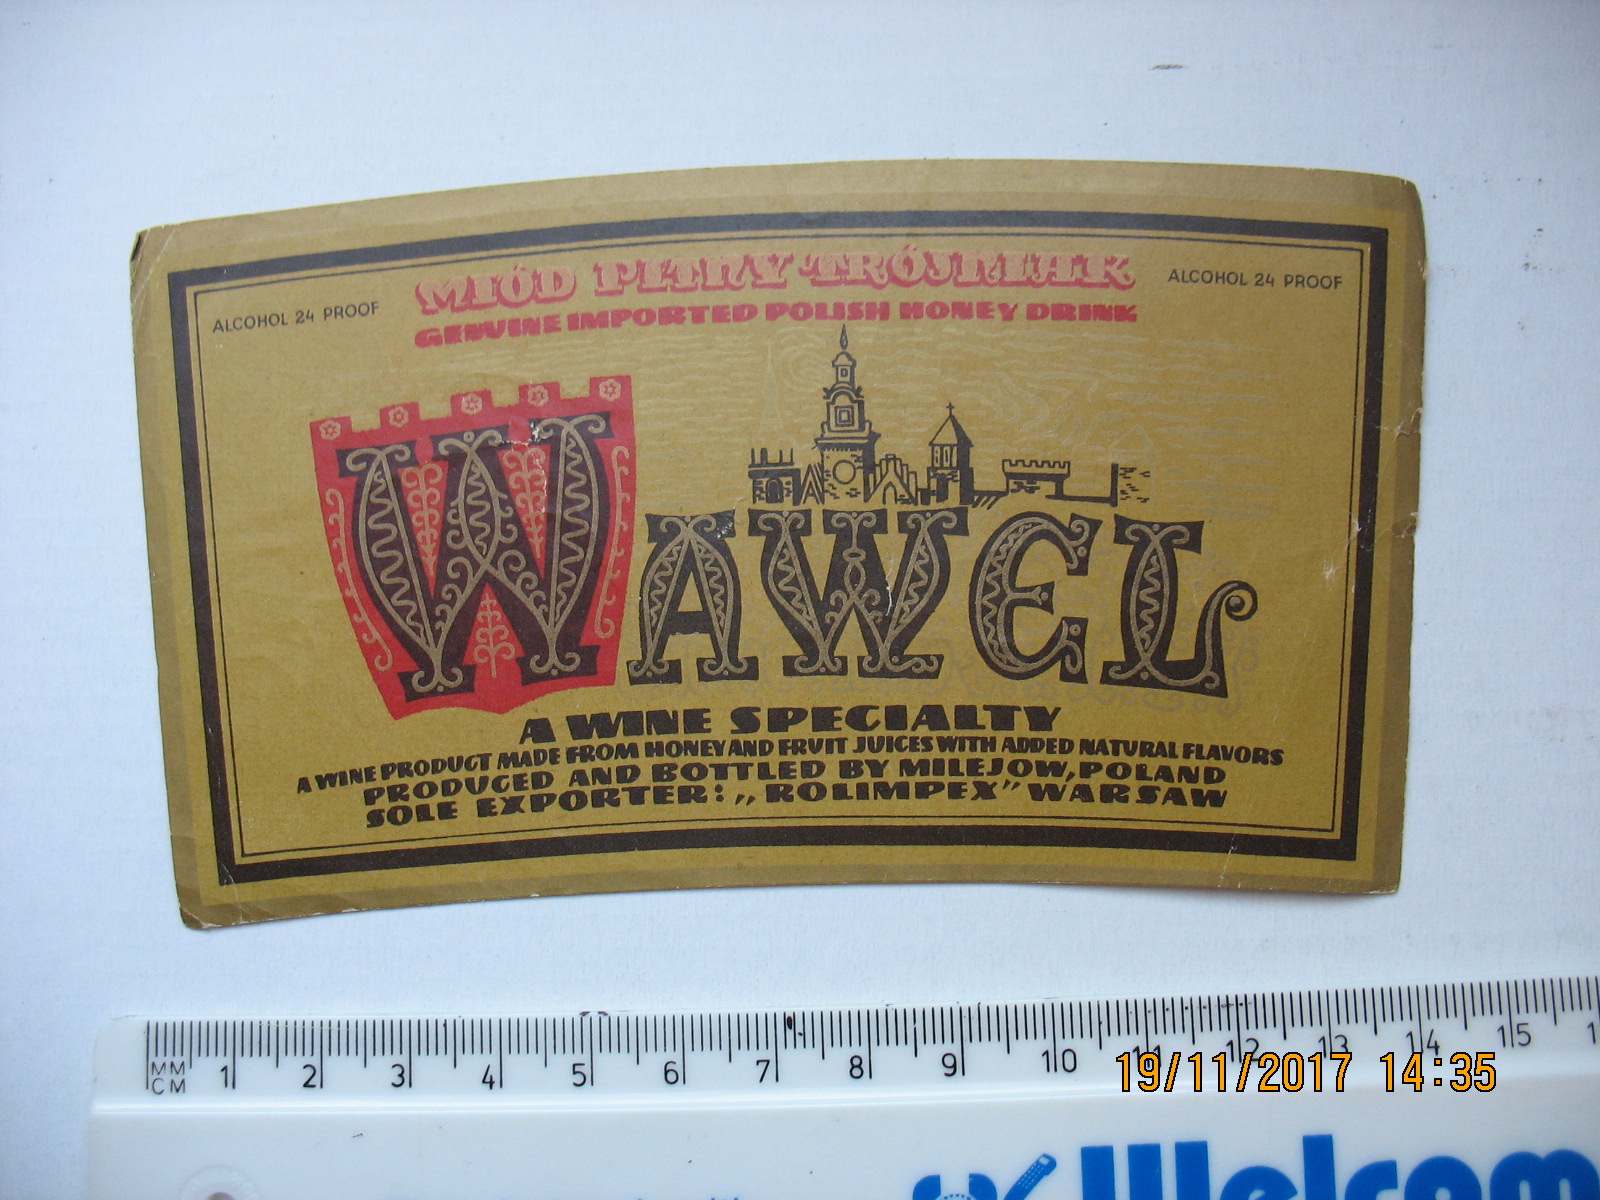 MIÓD PITNY TRÓJNIAK
ALCOHOL 24 PROOF
ALCOHOL 24 PROOF
GENUINE IMPORTED POLISH HONEY DRINK
WAWEL
A WINE SPECIALTY
A WINE PRODUCT MADE FROM HONEY AND FRUIT JUICES WITH ADDED NATURAL FLAVORS
PRODUCED AND BOTTLED BY MILEJOW, POLAND
SOLE EXPORTER: „ROLIMPEX" WARSAW
MM
CM
1 2 3 4 5 6 7 8 9 10 11 12 13 14 15
19/11/2017 14:35